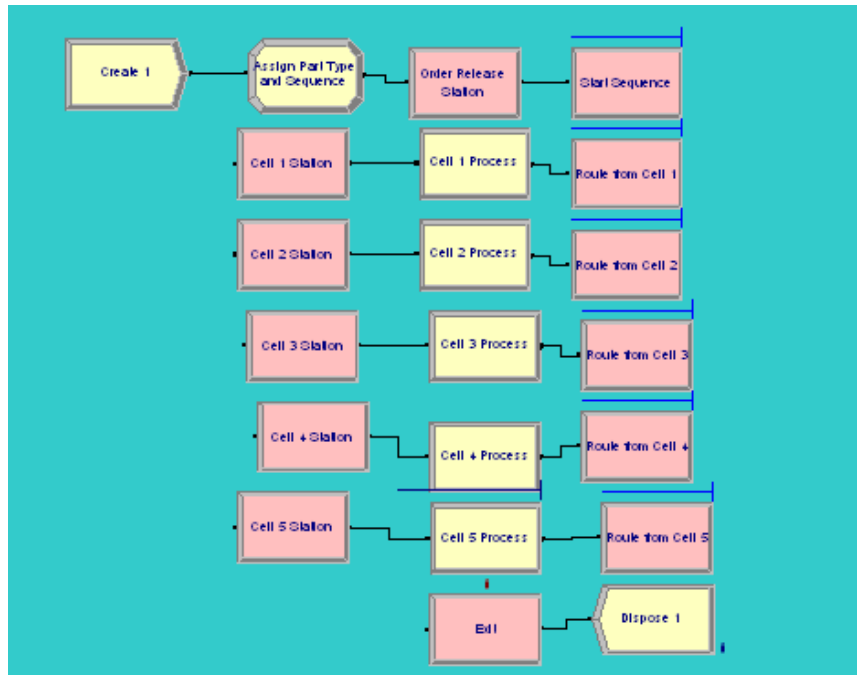 Create 1
Assign Part Type
and Sequence
Order Release
Station
Start Sequence
Cell 1 Station
Cell 1 Process
Route from Cell 1
Cell 2 Station
Cell 2 Process
Route from Cell 2
Cell 3 Station
Cell 3 Process
Route from Cell 3
Cell 4 Station
Cell 4 Process
Route from Cell 4
Cell 5 Station
Cell 5 Process
Route from Cell 5
Exit
Dispose 1